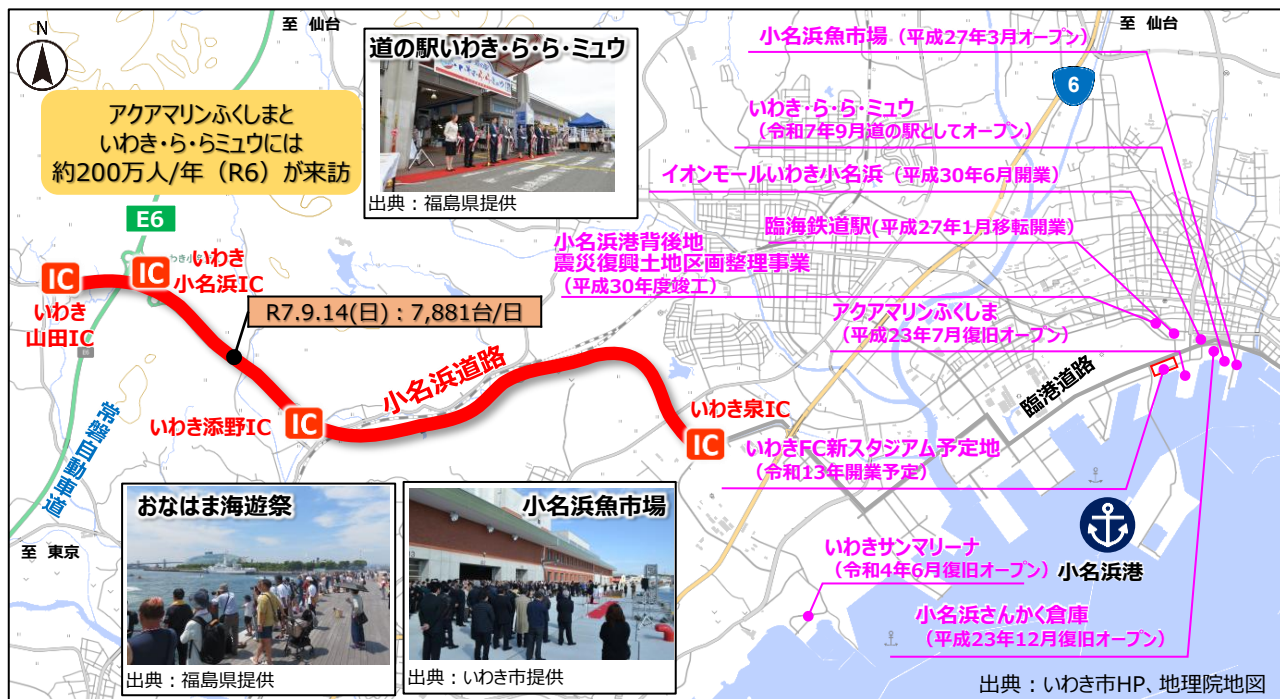 N
至 仙台
アクアマリンふくしまと
いわき・ら・らミュウには
約200万人/年（R6）が来訪
道の駅いわき・ら・ら・ミュウ
出典：福島県提供
至 仙台
6
小名浜魚市場（平成27年3月オープン）
いわき・ら・ら・ミュウ
（令和7年9月道の駅としてオープン）
イオンモールいわき小名浜（平成30年6月開業）
臨海鉄道駅(平成27年1月移転開業）
小名浜港背後地
震災復興土地区画整理事業
（平成30年度竣工）
アクアマリンふくしま
（平成23年7月復旧オープン）
E6
IC
いわき
山田IC
IC
いわき
小名浜IC
R7.9.14(日)：7,881台/日
小名浜道路
いわき添野IC
IC
いわき泉IC
IC
臨港道路
常磐自動車道
至 東京
いわきFC新スタジアム予定地
（令和13年開業予定）
おなはま海遊祭
出典：福島県提供
小名浜魚市場
出典：いわき市提供
いわきサンマリーナ
（令和4年6月復旧オープン）
小名浜港
小名浜さんかく倉庫
（平成23年12月復旧オープン）
出典：いわき市HP、地理院地図